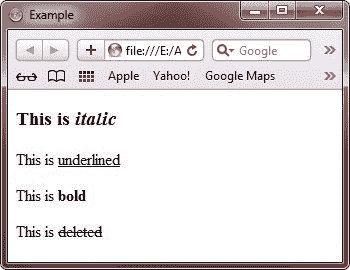 Example
file:///E:/A
Google
Apple Yahoo! Google Maps
This is italic
This is underlined
This is bold
This is deleted